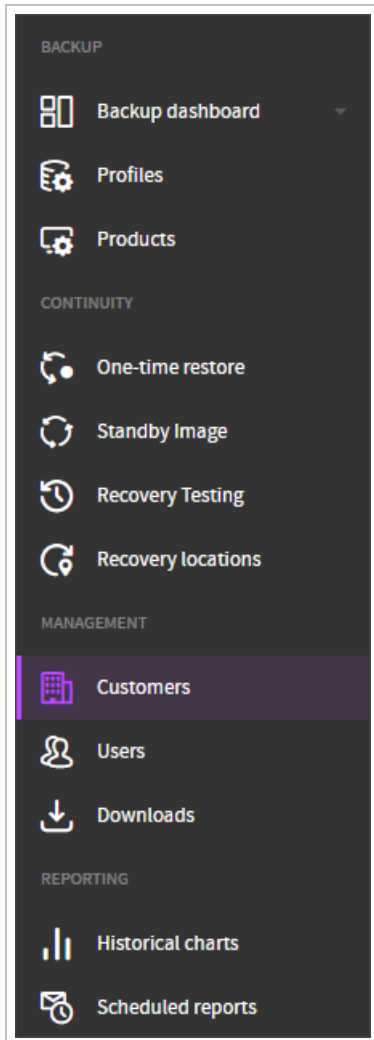 BACKUP
Backup dashboard
Profiles
Products
CONTINUITY
One-time restore
Standby Image
Recovery Testing
Recovery locations
MANAGEMENT
Customers
Users
Downloads
REPORTING
Historical charts
Scheduled reports